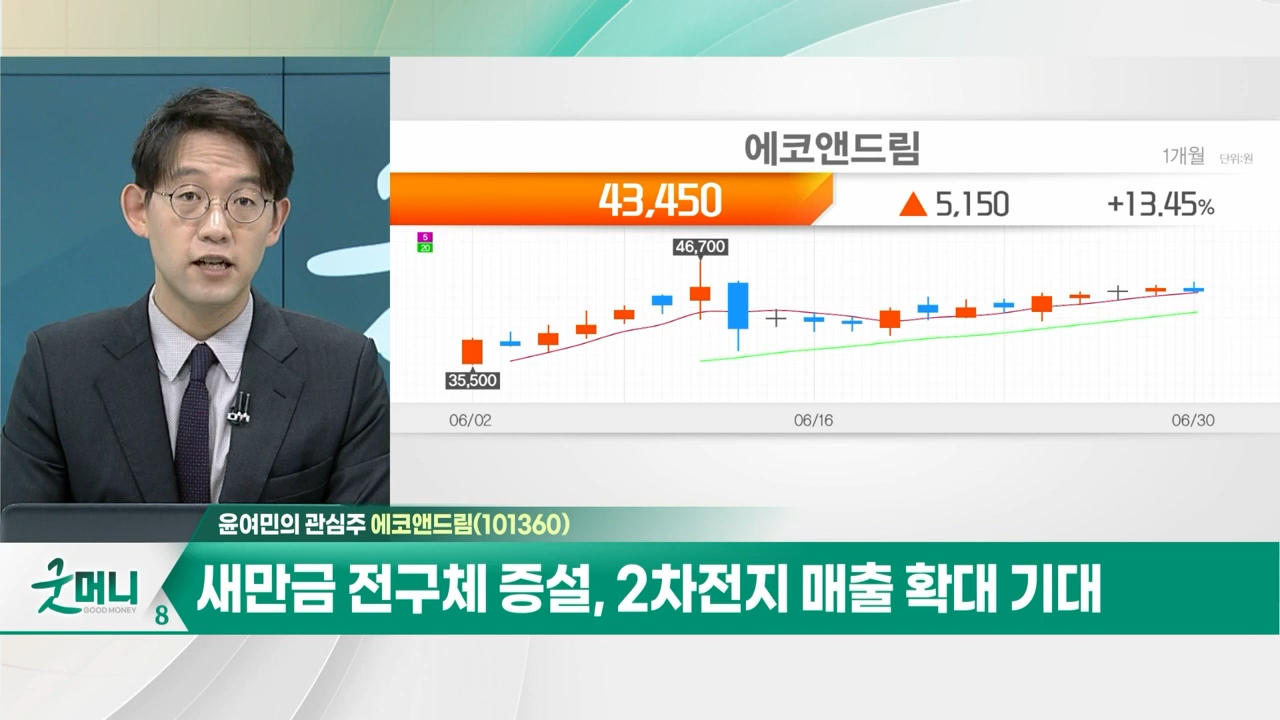 에코앤드림
1개월 단위:원
43,450 ▲ 5,150 +13.45%
5
20
46,700
35,500
06/02 06/16 06/30
윤여민의 관심주 에코앤드림(101360)
굿머니
GOOD MONEY
8
새만금 전구체 증설, 2차전지 매출 확대 기대